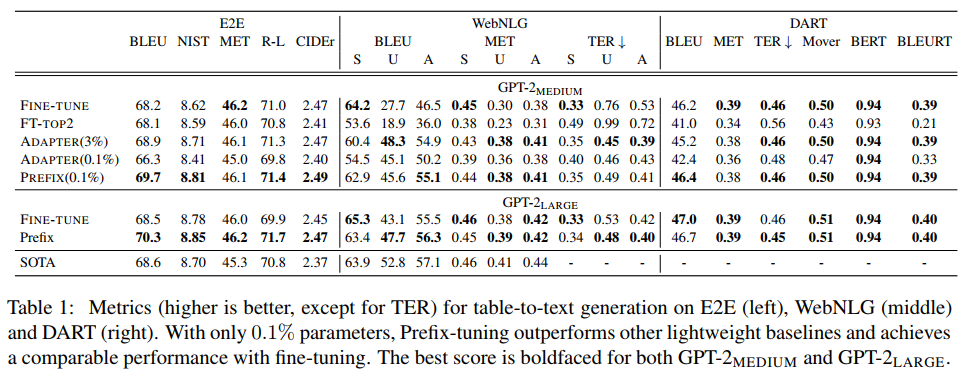 E2E WebNLG DART
BLEU NIST MET R-L CIDEr BLEU MET TER ↓ BLEU MET TER ↓ Mover BERT BLEURT
S U A S U A S U A
GPT-2MEDIUM
FINE-TUNE 68.2 8.62 46.2 71.0 2.47 64.2 27.7 46.5 0.45 0.30 0.38 0.33 0.76 0.53 46.2 0.39 0.46 0.50 0.94 0.39
FT-TOP2 68.1 8.59 46.0 70.8 2.41 53.6 18.9 36.0 0.38 0.23 0.31 0.49 0.99 0.72 41.0 0.34 0.56 0.43 0.93 0.21
ADAPTER(3%) 68.9 8.71 46.1 71.3 2.47 60.4 48.3 54.9 0.43 0.38 0.41 0.35 0.45 0.39 45.2 0.38 0.46 0.50 0.94 0.39
ADAPTER(0.1%) 66.3 8.41 45.0 69.8 2.40 54.5 45.1 50.2 0.39 0.36 0.38 0.40 0.46 0.43 42.4 0.36 0.48 0.47 0.94 0.33
PREFIX(0.1%) 69.7 8.81 46.1 71.4 2.49 62.9 45.6 55.1 0.44 0.38 0.41 0.35 0.49 0.41 46.4 0.38 0.46 0.50 0.94 0.39
GPT-2LARGE
FINE-TUNE 68.5 8.78 46.0 69.9 2.45 65.3 43.1 55.5 0.46 0.38 0.42 0.33 0.53 0.42 47.0 0.39 0.46 0.51 0.94 0.40
Prefix 70.3 8.85 46.2 71.7 2.47 63.4 47.7 56.3 0.45 0.39 0.42 0.34 0.48 0.40 46.7 0.39 0.45 0.51 0.94 0.40
SOTA 68.6 8.70 45.3 70.8 2.37 63.9 52.8 57.1 0.46 0.41 0.44 - - - - - - - - -
Table 1: Metrics (higher is better, except for TER) for table-to-text generation on E2E (left), WebNLG (middle)
and DART (right). With only 0.1% parameters, Prefix-tuning outperforms other lightweight baselines and achieves
a comparable performance with fine-tuning. The best score is boldfaced for both GPT-2MEDIUM and GPT-2LARGE.